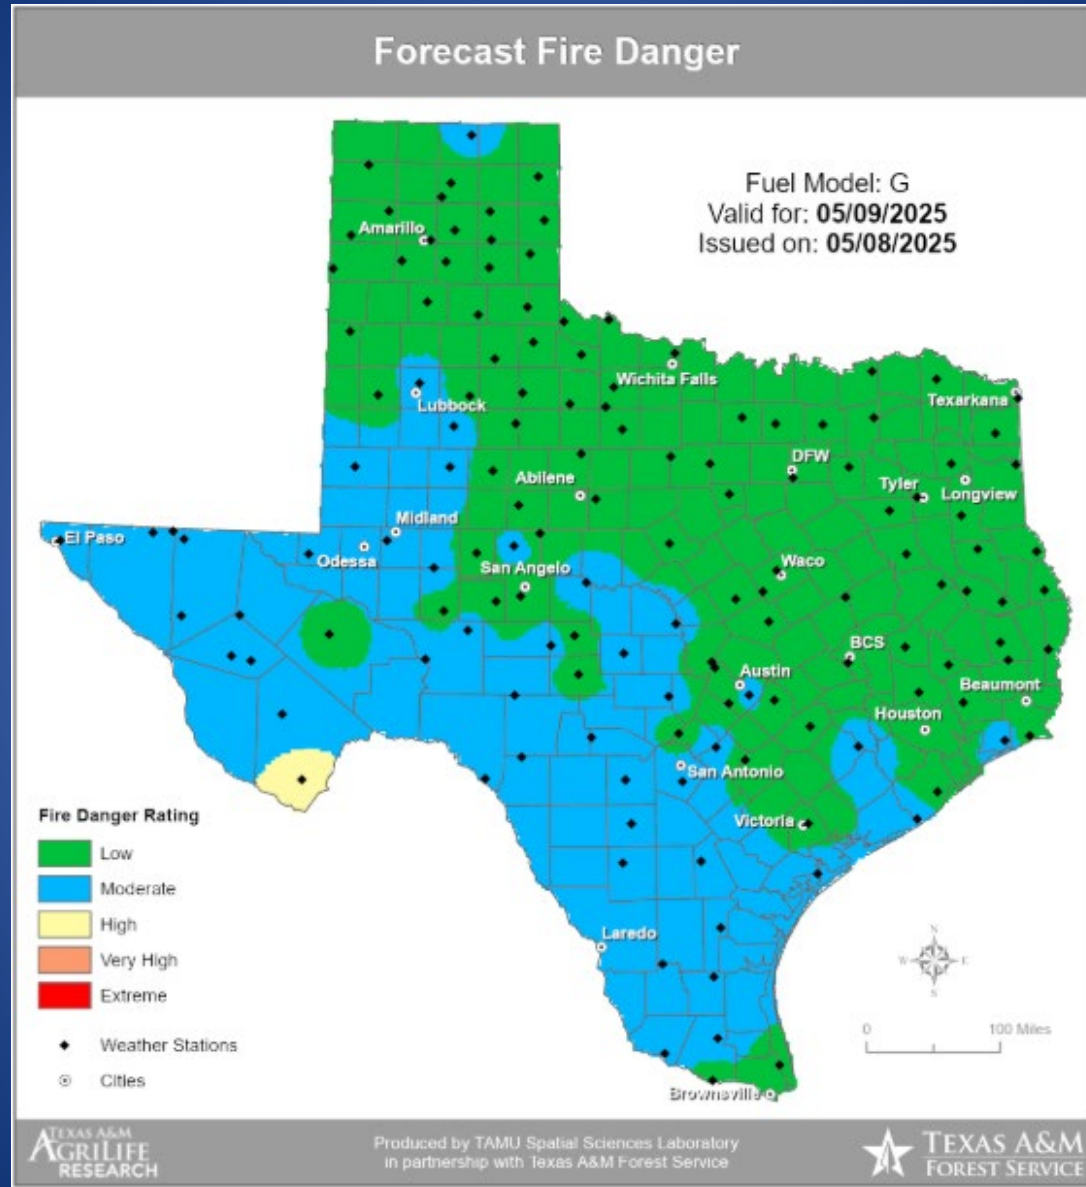 Forecast Fire Danger
Fuel Model: G
Valid for: 05/09/2025
Issued on: 05/08/2025
Amarillo
Wichita Falls
Lubbock
Texarkana
DFW
Abilene
Tyler
Longview
Midland
El Paso
Odessa
San Angelo
Waco
BCS
Austin
Beaumont
Houston
San Antonio
Victoria
Laredo
Brownsville
Fire Danger Rating
Low
Moderate
High
Very High
Extreme
Weather Stations
Cities
N
W E
S
0 100 Miles
TEXAS A&M
AGRILIFE
RESEARCH
Produced by TAMU Spatial Sciences Laboratory
in partnership with Texas A&M Forest Service
TEXAS A&M
FOREST SERVICE